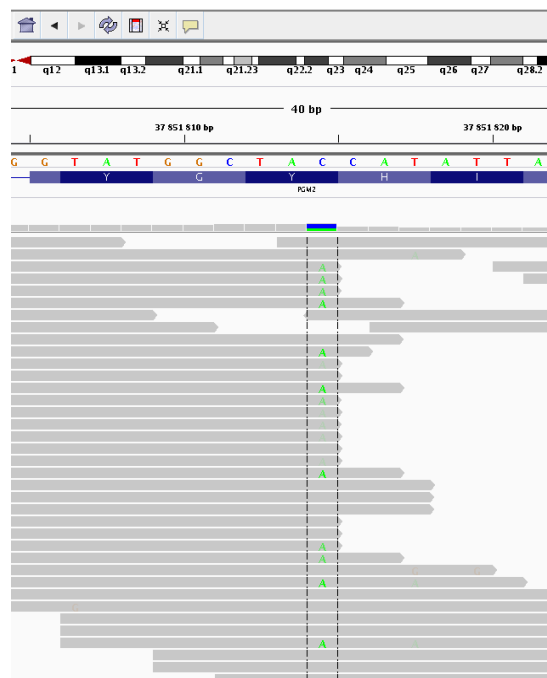 1 q12 q13.1 q13.2 q21.1 q21.23 q22.2 q23 q24 q25 q26 q27 q28.2
40 bp
37 851 810 bp 37 851 820 bp
G G T A T G G C T A C C A T A T T A
Y G Y H I
PGM2
A
A
A
A
A
A
A
A
A
A
G G
A
G
A